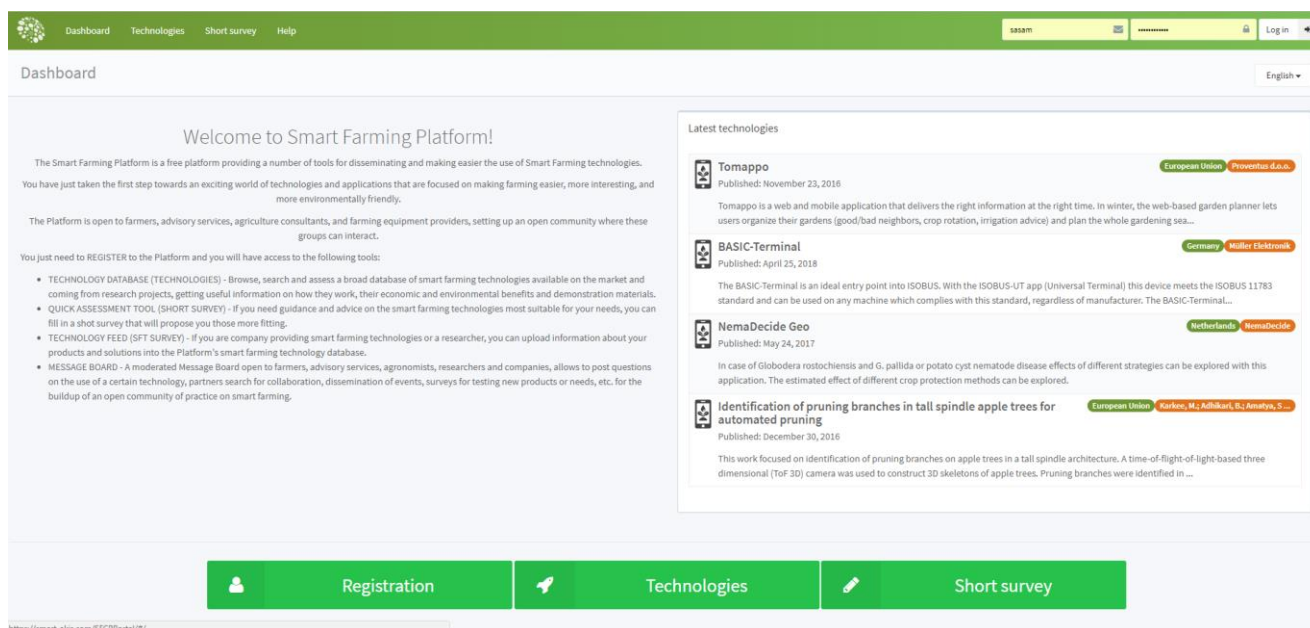 Dashboard Technologies Short survey Help
sasam
Log in
Dashboard
English
Welcome to Smart Farming Platform!
The Smart Farming Platform is a free platform providing a number of tools for disseminating and making easier the use of Smart Farming technologies.
You have just taken the first step towards an exciting world of technologies and applications that are focused on making farming easier, more interesting, and
more environmentally friendly.
The Platform is open to farmers, advisory services, agriculture consultants, and farming equipment providers, setting up an open community where these
groups can interact.
You just need to REGISTER to the Platform and you will have access to the following tools:
• TECHNOLOGY DATABASE (TECHNOLOGIES) - Browse, search and assess a broad database of smart farming technologies available on the market and
coming from research projects, getting useful information on how they work, their economic and environmental benefits and demonstration materials.
• QUICK ASSESSMENT TOOL (SHORT SURVEY) - If you need guidance and advice on the smart farming technologies most suitable for your needs, you can
fill in a shot survey that will propose you those more fitting.
• TECHNOLOGY FEED (SFT SURVEY) - If you are company providing smart farming technologies or a researcher, you can upload information about your
products and solutions into the Platform's smart farming technology database.
• MESSAGE BOARD - A moderated Message Board open to farmers, advisory services, agronomists, researchers and companies, allows to post questions
on the use of a certain technology, partners search for collaboration, dissemination of events, surveys for testing new products or needs, etc. for the
buildup of an open community of practice on smart farming.
Latest technologies
Tomappo
European Union Proventus d.o.o.
Published: November 23, 2016
Tomappo is a web and mobile application that delivers the right information at the right time. In winter, the web-based garden planner lets
users organize their gardens (good/bad neighbors, crop rotation, irrigation advice) and plan the whole gardening sea...
BASIC-Terminal
Germany Müller Elektronik
Published: April 25, 2018
The BASIC-Terminal is an ideal entry point into ISOBUS. With the ISOBUS-UT app (Universal Terminal) this device meets the ISOBUS 11783
standard and can be used on any machine which complies with this standard, regardless of manufacturer. The BASIC-Terminal...
NemaDecide Geo
Netherlands NemaDecide
Published: May 24, 2017
In case of Globodera rostochiensis and G. pallida or potato cyst nematode disease effects of different strategies can be explored with this
application. The estimated effect of different crop protection methods can be explored.
Identification of pruning branches in tall spindle apple trees for
automated pruning
European Union Karkee, M.; Adhikari, B.; Amatya, S ...
Published: December 30, 2016
This work focused on identification of pruning branches on apple trees in a tall spindle architecture. A time-of-flight-of-light-based three
dimensional (ToF 3D) camera was used to construct 3D skeletons of apple trees. Pruning branches were identified in ...
Registration
Technologies
Short survey